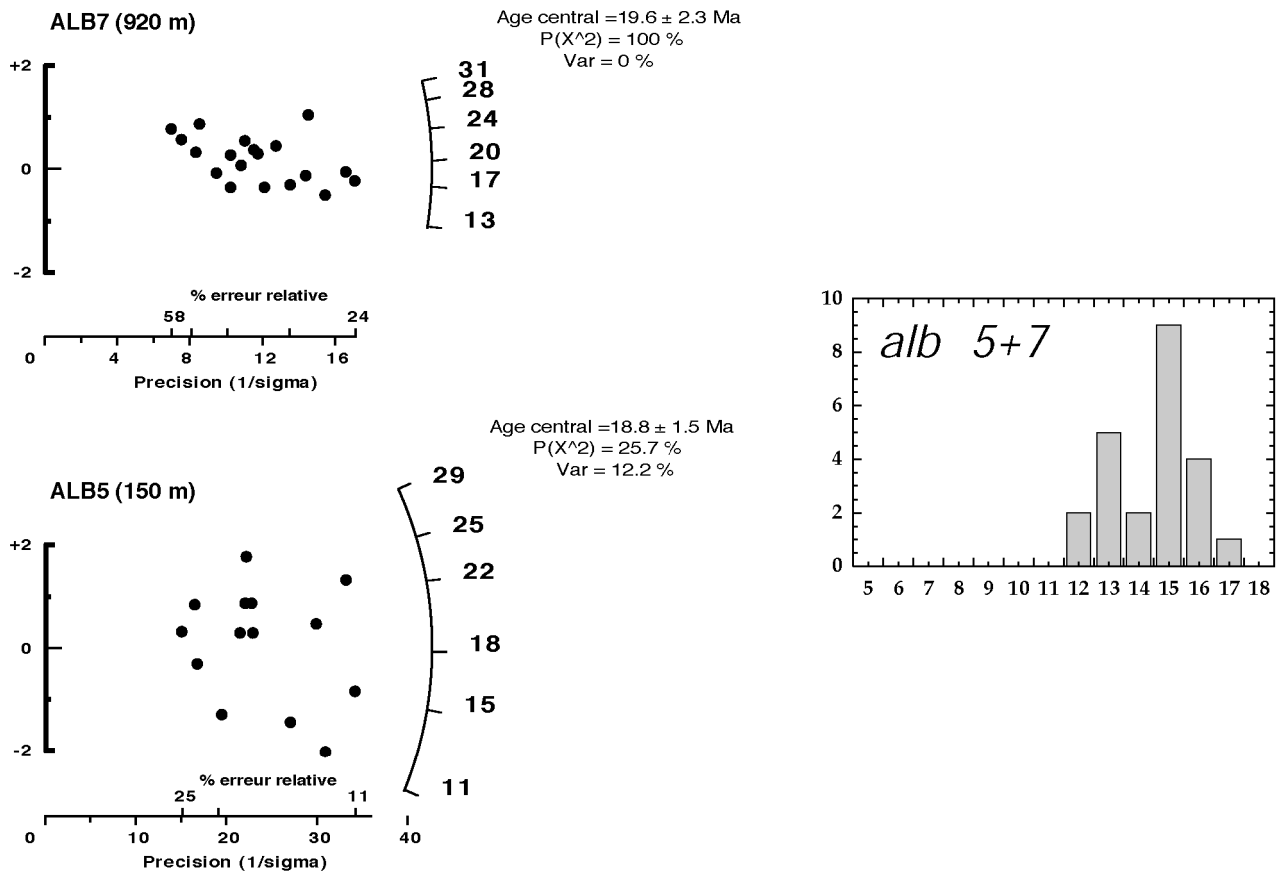 ALB7 (920 m)
Age central =19.6 ± 2.3 Ma
P(X^2) = 100 %
Var = 0 %
+2
0
-2
31
28
24
20
17
13
% erreur relative
58 24
0 4 8 12 16
Precision (1/sigma)
ALB5 (150 m)
Age central =18.8 ± 1.5 Ma
P(X^2) = 25.7 %
Var = 12.2 %
+2
0
-2
29
25
22
18
15
11
% erreur relative
25 11
0 10 20 30 40
Precision (1/sigma)
alb 5+7
10
8
6
4
2
0
5 6 7 8 9 10 11 12 13 14 15 16 17 18